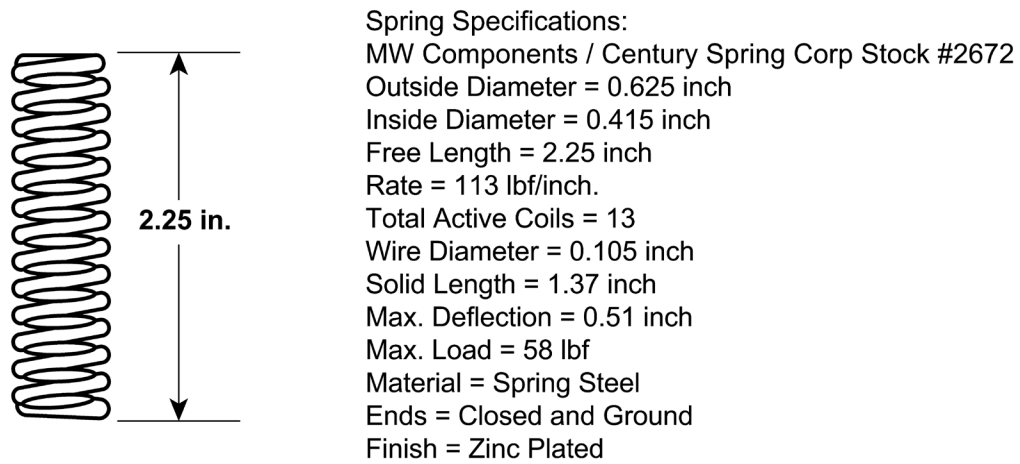 Spring Specifications:
MW Components / Century Spring Corp Stock #2672
Outside Diameter = 0.625 inch
Inside Diameter = 0.415 inch
Free Length = 2.25 inch
Rate = 113 lbf/inch.
2.25 in.
Total Active Coils = 13
Wire Diameter = 0.105 inch
Solid Length = 1.37 inch
Max. Deflection = 0.51 inch
Max. Load = 58 lbf
Material = Spring Steel
Ends = Closed and Ground
Finish = Zinc Plated